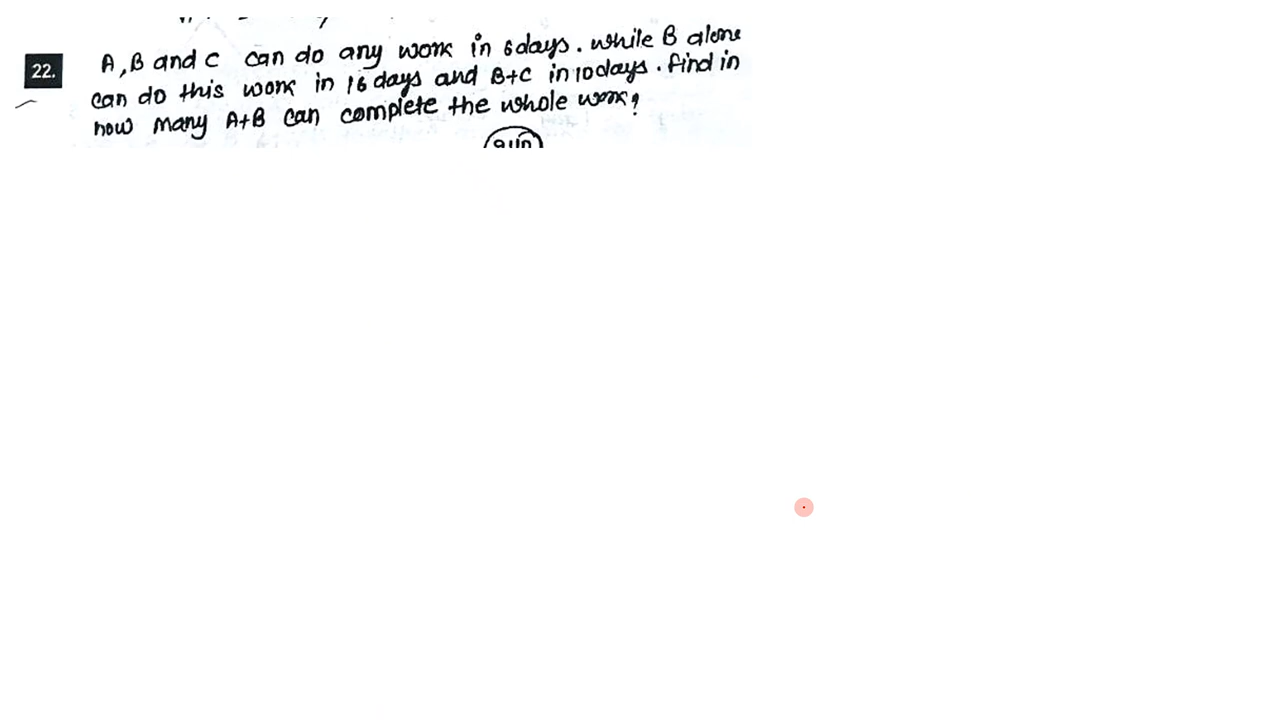 22. A, B and C can do any work in 6 days. while B alone
can do this work in 16 days and B+C in 10 days. find in
how many A+B can complete the whole work?